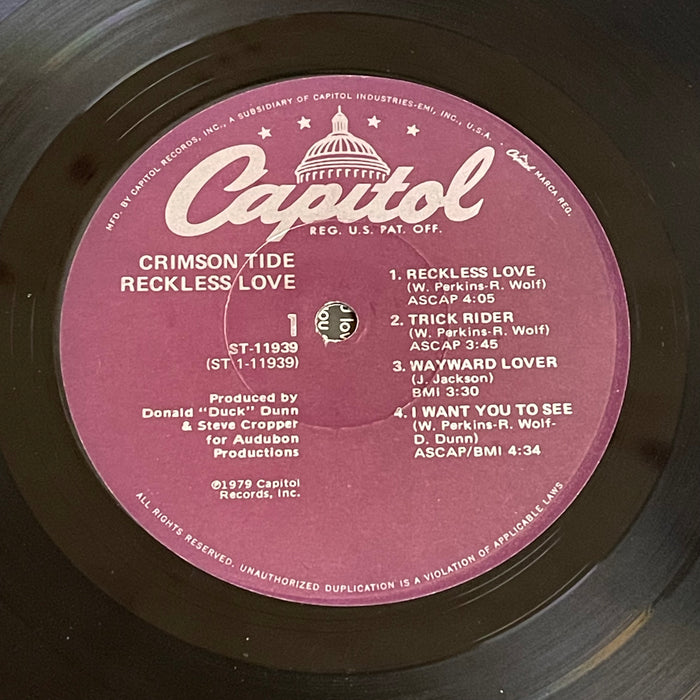 MFD. BY CAPITOL RECORDS, INC., A SUBSIDIARY OF CAPITOL INDUSTRIES-EMI, INC., U.S.A. · Capitol MARCA REG.
Capitol
REG. U.S. PAT. OFF.
CRIMSON TIDE
RECKLESS LOVE
1
ST-11939
(ST 1-11939)
Produced by
Donald "Duck" Dunn
& Steve Cropper
for Audubon
Productions
℗1979 Capitol
Records, Inc.
1. RECKLESS LOVE
(W. Perkins-R. Wolf)
ASCAP 4:05
2. TRICK RIDER
(W. Perkins-R. Wolf)
ASCAP 3:45
3. WAYWARD LOVER
(J. Jackson)
BMI 3:30
4. I WANT YOU TO SEE
(W. Perkins-R. Wolf-
D. Dunn)
ASCAP/BMI 4:34
ALL RIGHTS RESERVED. UNAUTHORIZED DUPLICATION IS A VIOLATION OF APPLICABLE LAWS